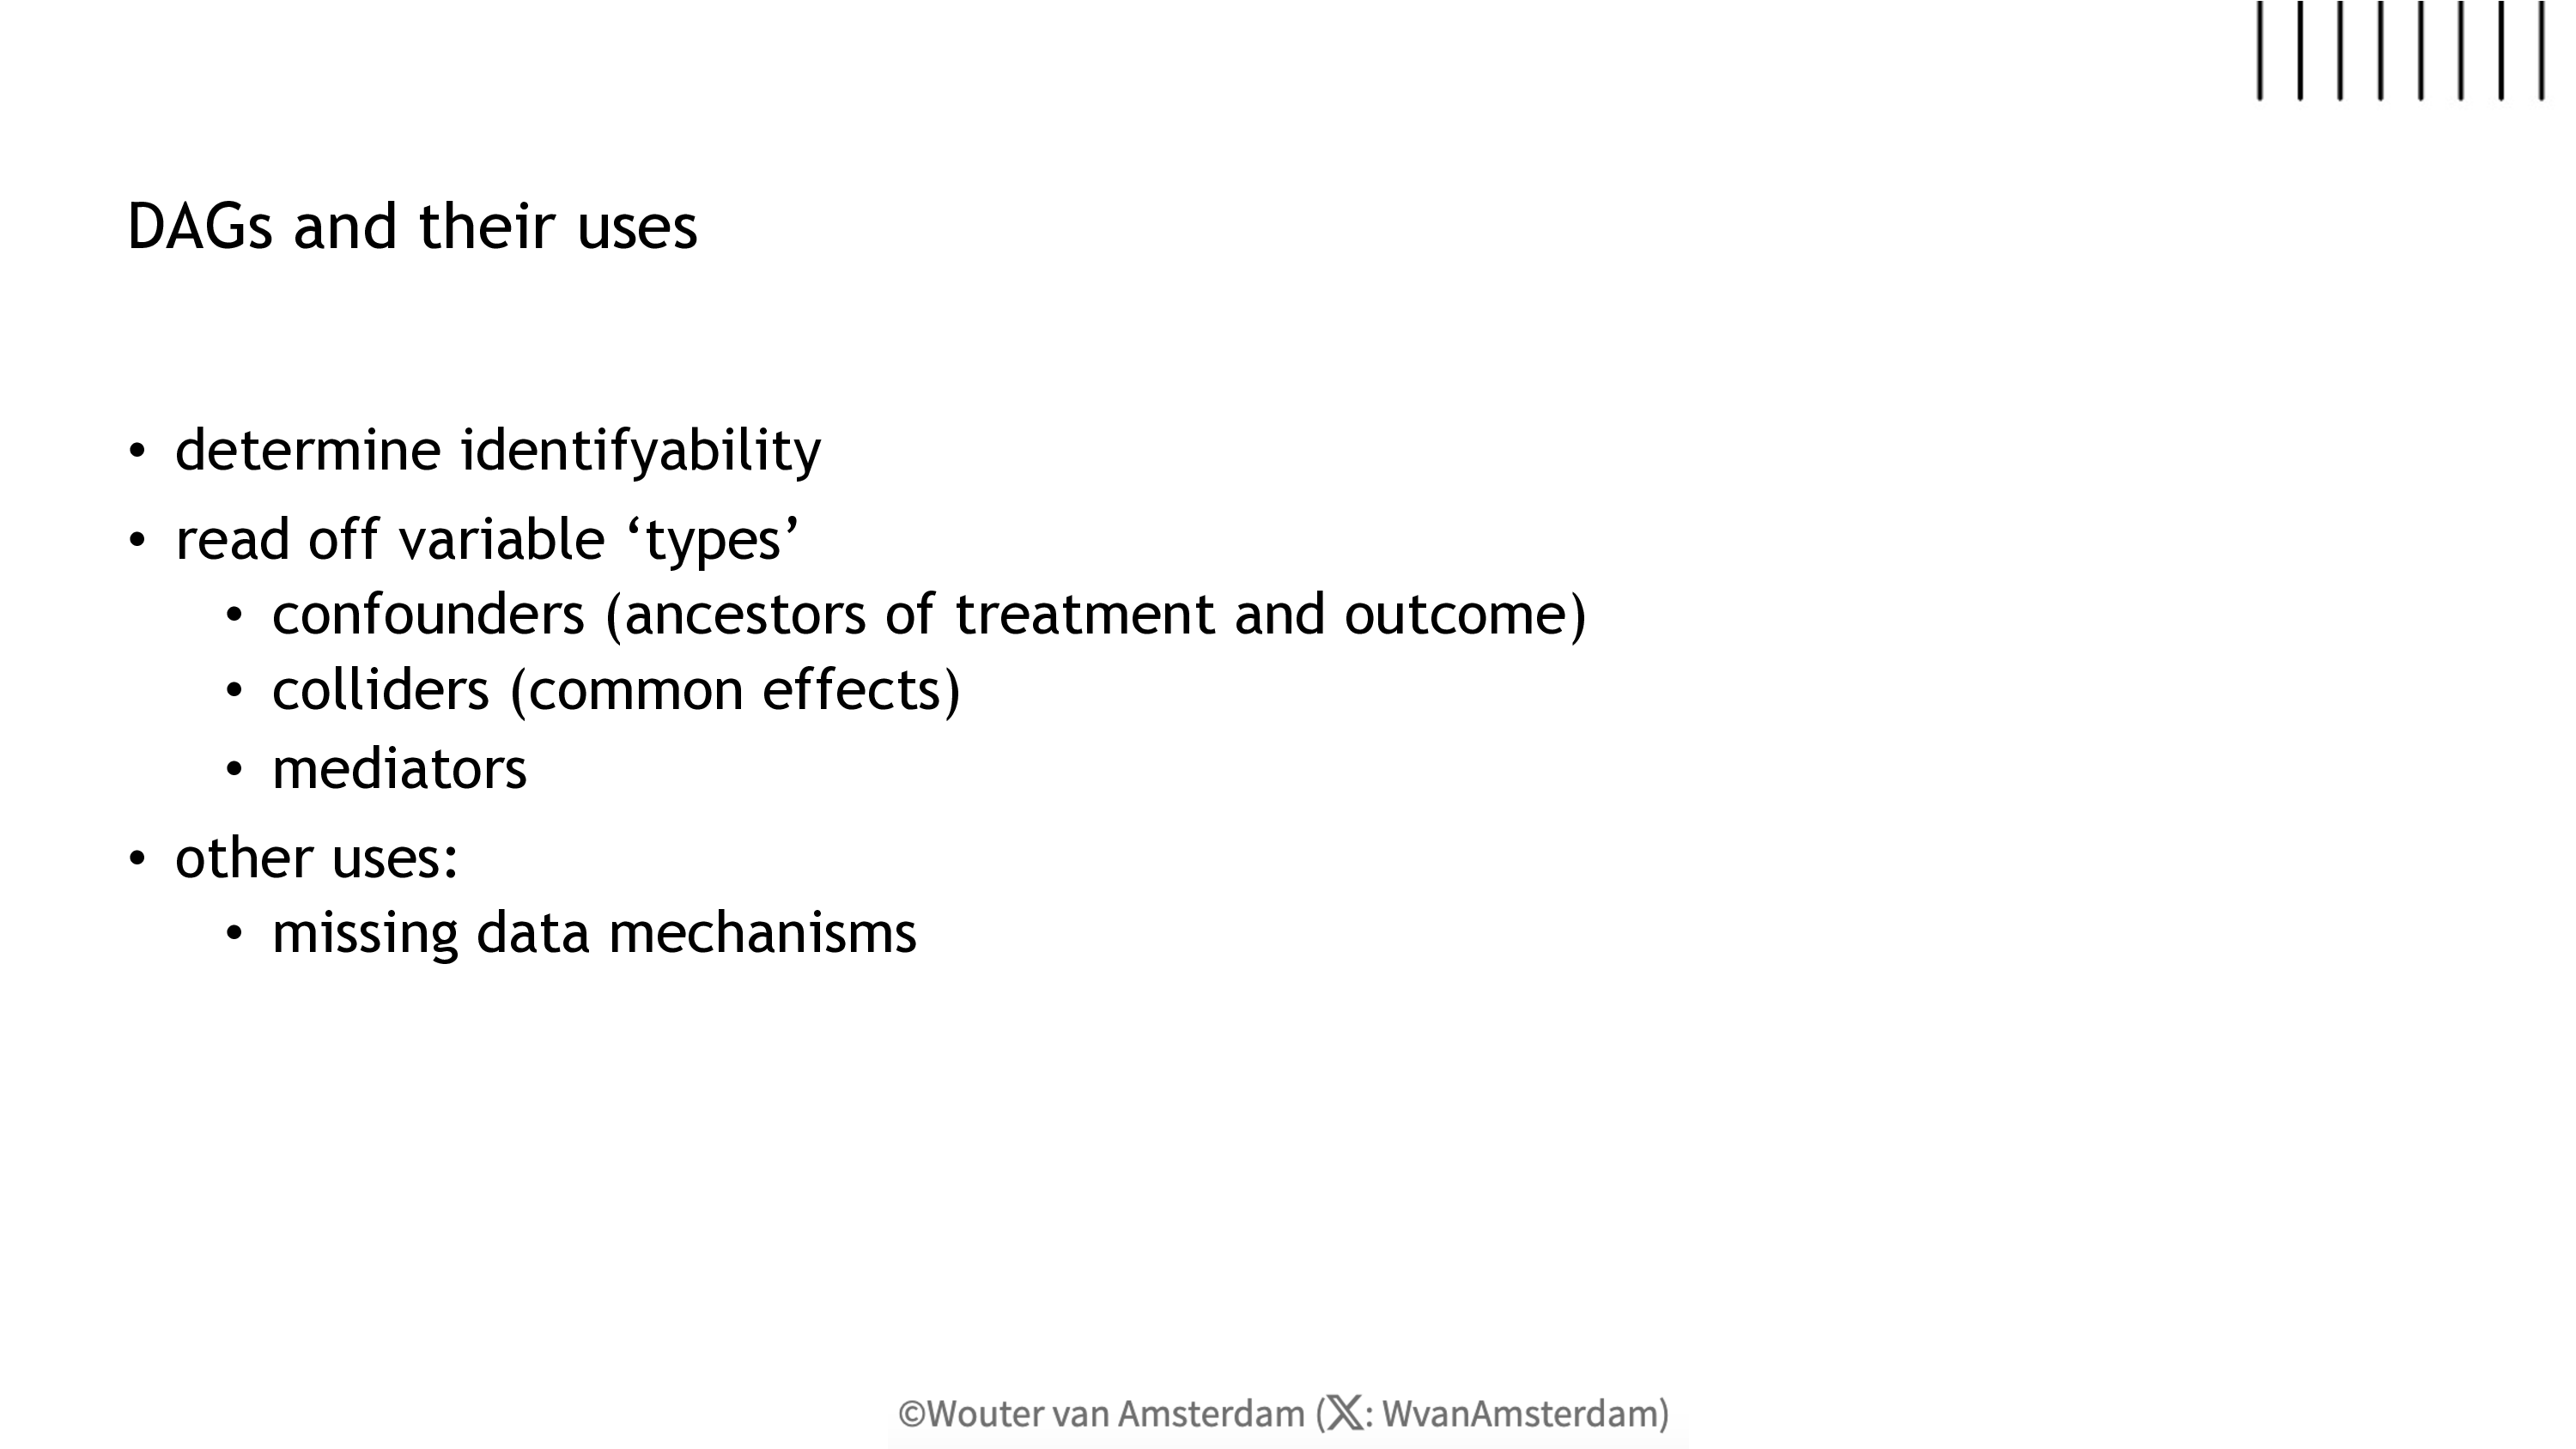 DAGs and their uses
• determine identifyability
• read off variable ‘types’
• confounders (ancestors of treatment and outcome)
• colliders (common effects)
• mediators
• other uses:
• missing data mechanisms
©Wouter van Amsterdam (𝕏: WvanAmsterdam)